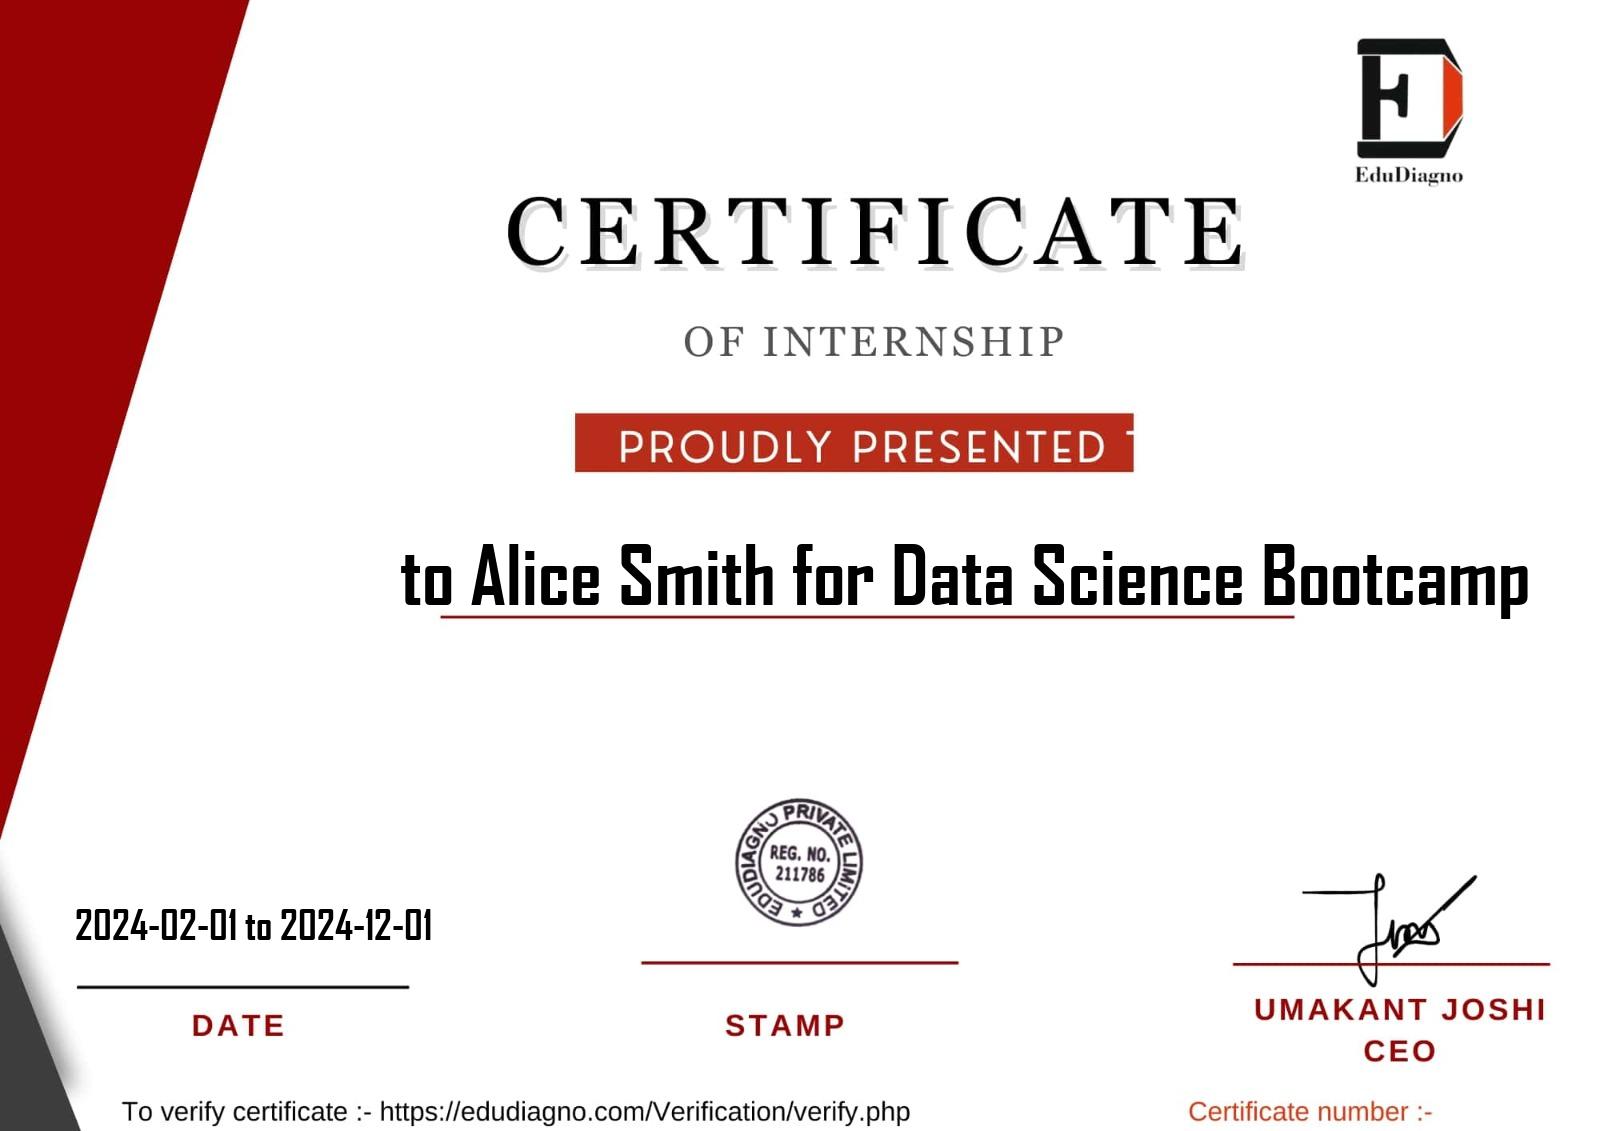 EduDiagno
CERTIFICATE
OF INTERNSHIP
PROUDLY PRESENTED T
to Alice Smith for Data Science Bootcamp
EDUDIAGNO PRIVATE LIMITED
REG. NO.
211786
2024-02-01 to 2024-12-01
DATE
STAMP
UMAKANT JOSHI
CEO
To verify certificate :- https://edudiagno.com/Verification/verify.php
Certificate number :-